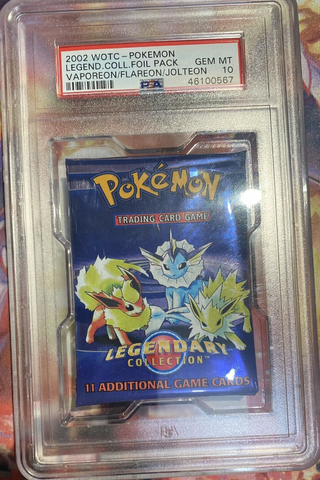 2002 WOTC - POKEMON
LEGEND.COLL.FOIL PACK GEM MT
VAPOREON/FLAREON/JOLTEON 10
PSA 46100567
POKéMON
TRADING CARD GAME
LEGENDARY
COLLECTION™
11 ADDITIONAL GAME CARDS